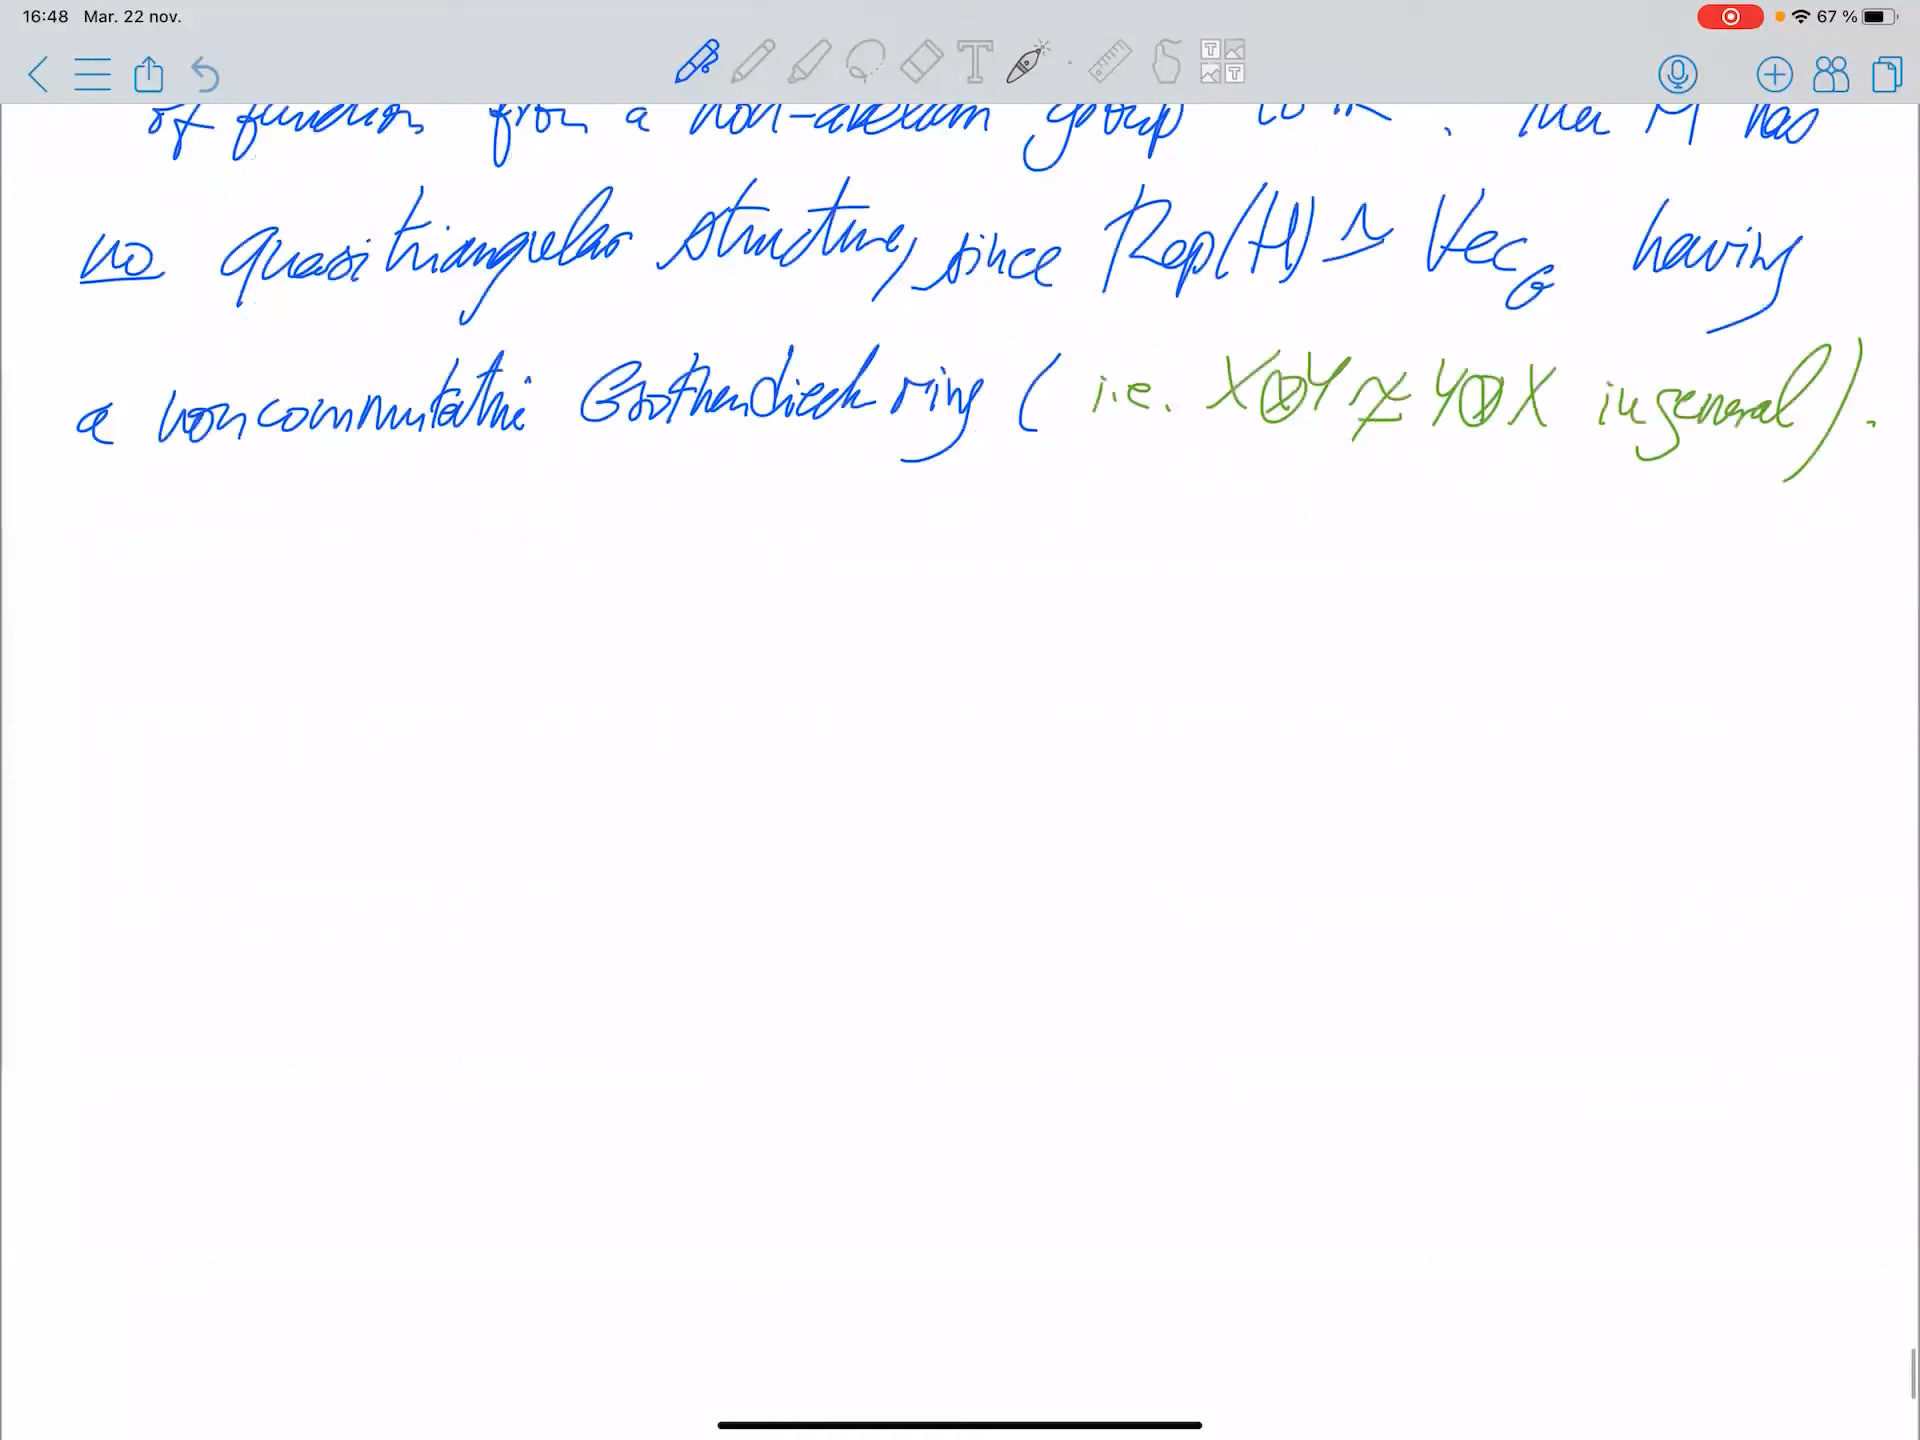 16:48 Mar. 22 nov. 67 %
of function from a non-abelian group to . Then H has
no quasitriangular structure, since Rep(H) ≃ Vec_G having
a noncommutative Grothendieck ring ( i.e. X⊗Y ≄ Y⊗X in general ).